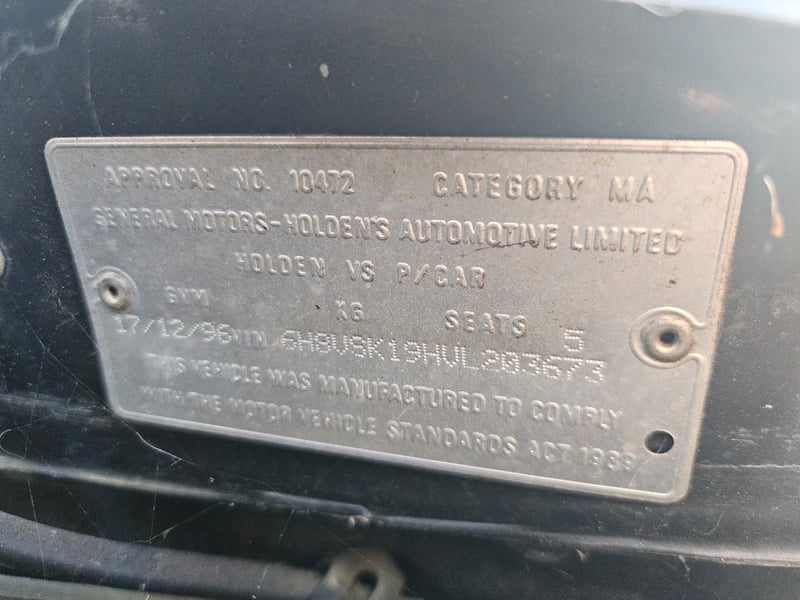 APPROVAL NO. 10472 CATEGORY MA
GENERAL MOTORS-HOLDEN'S AUTOMOTIVE LIMITED
HOLDEN VS P/CAR
GVM KG SEATS 5
17/12/96 VIN 6H8VSK19HVL203673
THIS VEHICLE WAS MANUFACTURED TO COMPLY
WITH THE MOTOR VEHICLE STANDARDS ACT 1989